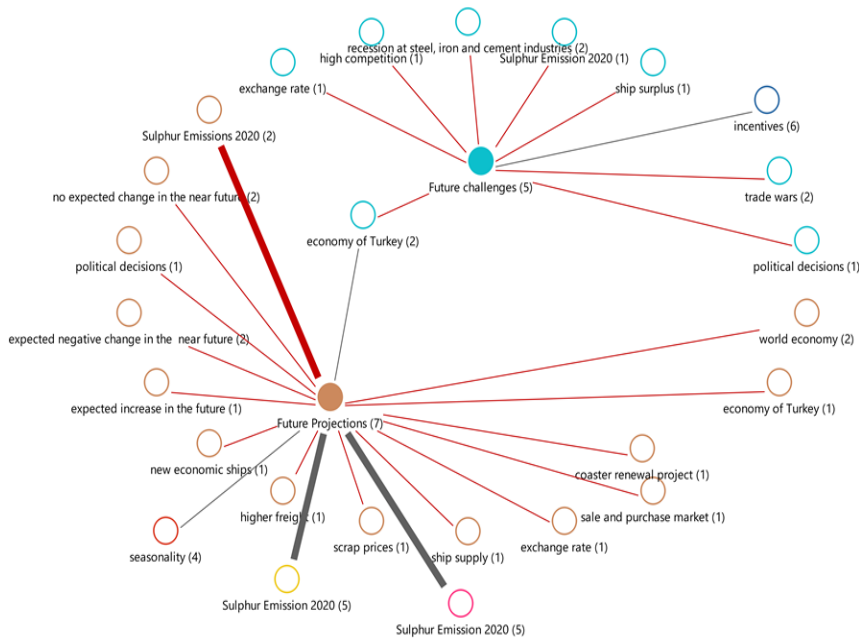 recession at steel, iron and cement industries (2)
high competition (1)
Sulphur Emission 2020 (1)
exchange rate (1)
ship surplus (1)
incentives (6)
Sulphur Emissions 2020 (2)
Future challenges (5)
no expected change in the near future (2)
trade wars (2)
economy of Turkey (2)
political decisions (1)
political decisions (1)
expected negative change in the  near future (2)
world economy (2)
expected increase in the future (1)
economy of Turkey (1)
Future Projections (7)
new economic ships (1)
coaster renewal project (1)
higher freight (1)
sale and purchase market (1)
scrap prices (1)
exchange rate (1)
seasonality (4)
ship supply (1)
Sulphur Emission 2020 (5)
Sulphur Emission 2020 (5)